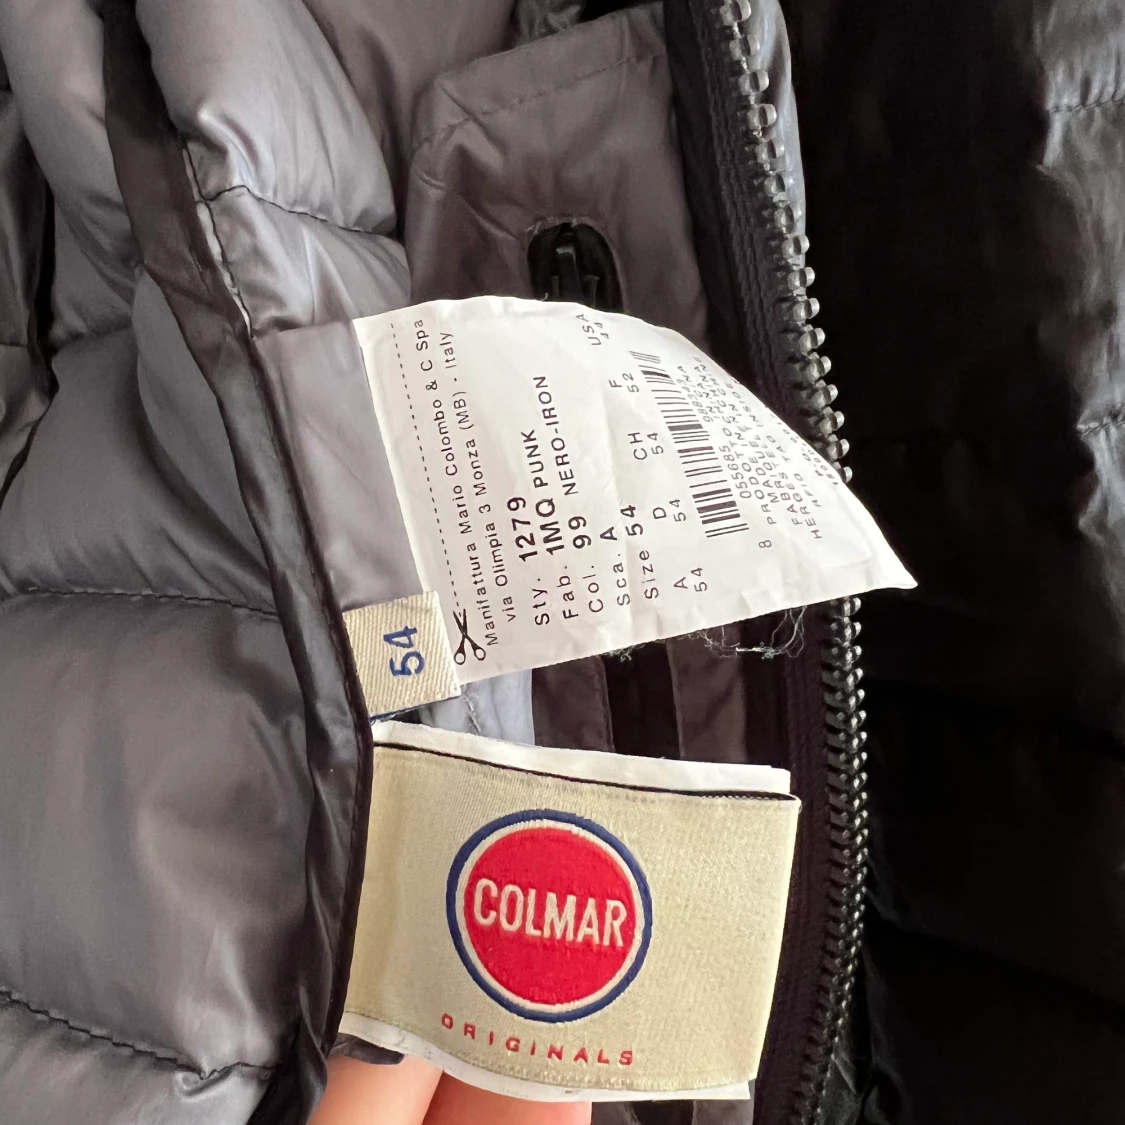 Manifattura Mario Colombo & C Spa
via Olimpia 3 Monza (MB) - Italy
Sty. 1279
Fab. 1MQ PUNK
Col. 99 NERO-IRON
Sca. A
Size 54
A D CH F USA
54 54 54 52 44
54
COLMAR
ORIGINALS